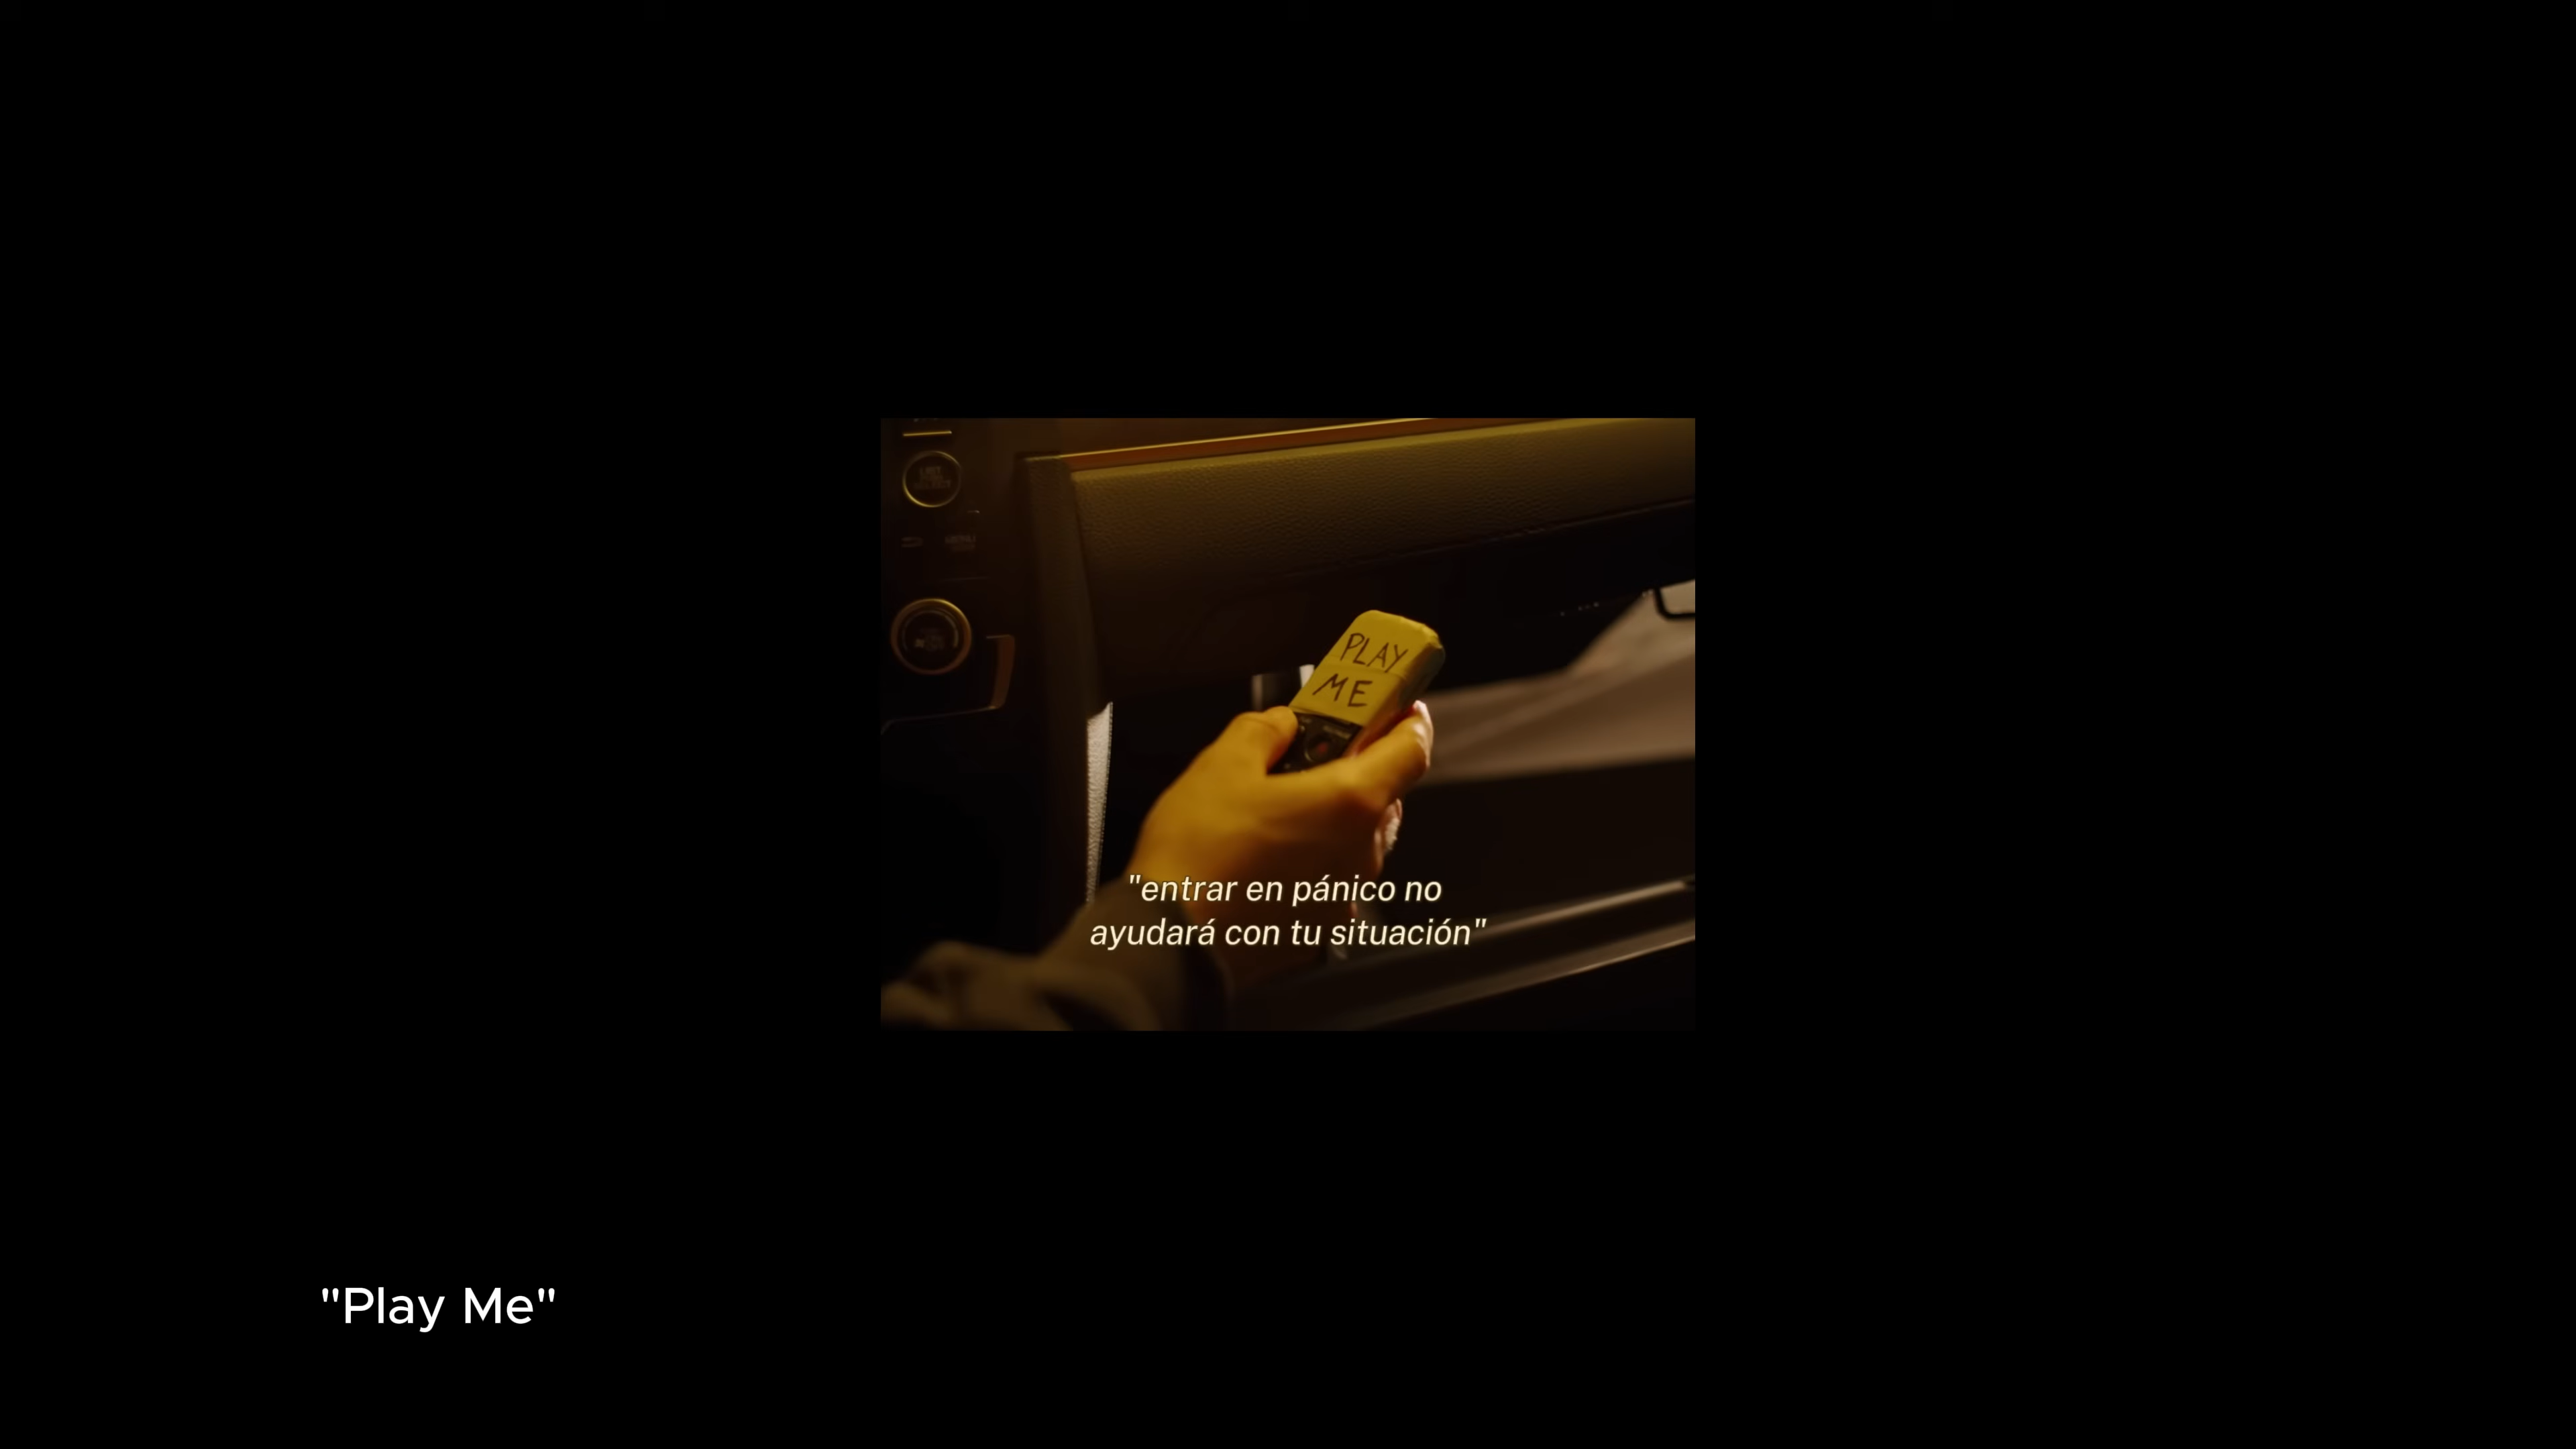 PLAY
ME
"entrar en pánico no
ayudará con tu situación"
"Play Me"